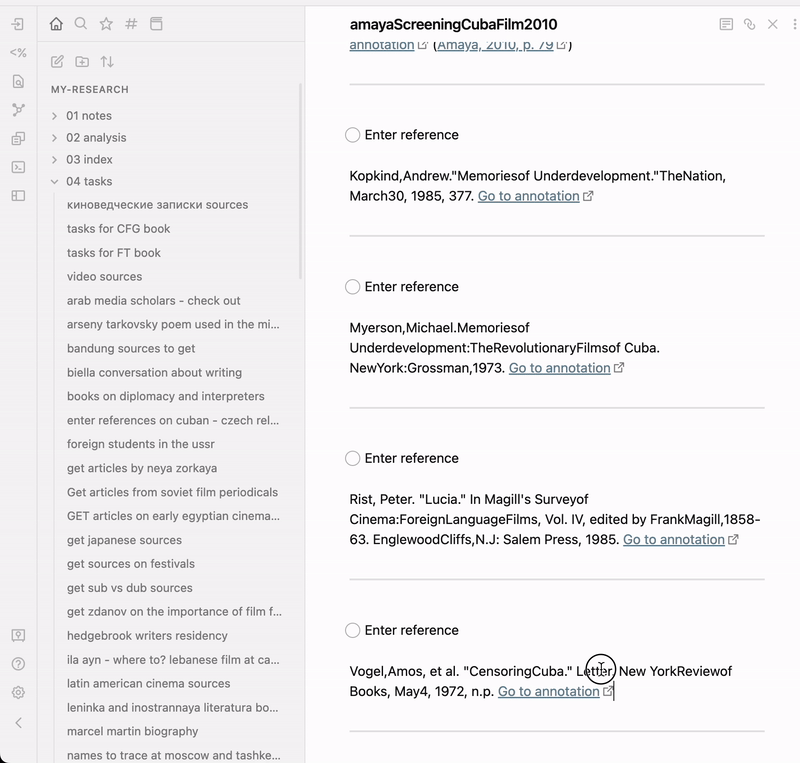 amayaScreeningCubaFilm2010
<%
MY-RESEARCH
01 notes
02 analysis
03 index
04 tasks
киноведческие записки sources
tasks for CFG book
tasks for FT book
video sources
arab media scholars - check out
arseny tarkovsky poem used in the mi...
bandung sources to get
biella conversation about writing
books on diplomacy and interpreters
enter references on cuban - czech rel...
foreign students in the ussr
get articles by neya zorkaya
Get articles from soviet film periodicals
GET articles on early egyptian cinema...
get japanese sources
get sources on festivals
get sub vs dub sources
get zdanov on the importance of film f...
hedgebrook writers residency
ila ayn - where to? lebanese film at ca...
latin american cinema sources
leninka and inostrannaya literatura bo...
marcel martin biography
names to trace at moscow and tashke...
annotation (Amaya, 2010, p. 79)
Enter reference
Kopkind,Andrew."Memoriesof Underdevelopment."TheNation,
March30, 1985, 377. Go to annotation
Enter reference
Myerson,Michael.Memoriesof
Underdevelopment:TheRevolutionaryFilmsof Cuba.
NewYork:Grossman,1973. Go to annotation
Enter reference
Rist, Peter. "Lucia." In Magill's Surveyof
Cinema:ForeignLanguageFilms, Vol. IV, edited by FrankMagill,1858-
63. EnglewoodCliffs,N.J: Salem Press, 1985. Go to annotation
Enter reference
Vogel,Amos, et al. "CensoringCuba." Letter, New YorkReviewof
Books, May4, 1972, n.p. Go to annotation